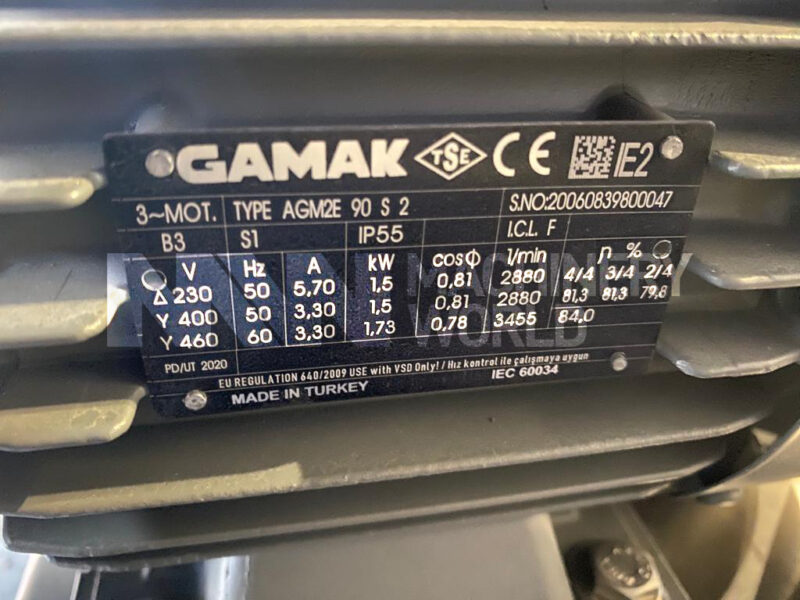 GAMAK TSE CE IE2
3~MOT. TYPE AGM2E 90 S 2 S.NO:20060839800047
B3 S1 IP55 I.CL. F
V Hz A kW cosϕ 1/min η %
Δ 230 50 5,70 1,5 0,81 2880 4/4 3/4 2/4
Y 400 50 3,30 1,5 0,81 2880 81,3 81,3 79,8
Y 460 60 3,30 1,73 0,78 3455 84,0
PD/UT 2020
EU REGULATION 640/2009 USE with VSD Only! / Hız kontrol ile çalışmaya uygun
MADE IN TURKEY IEC 60034
MACHINERY
WORLD